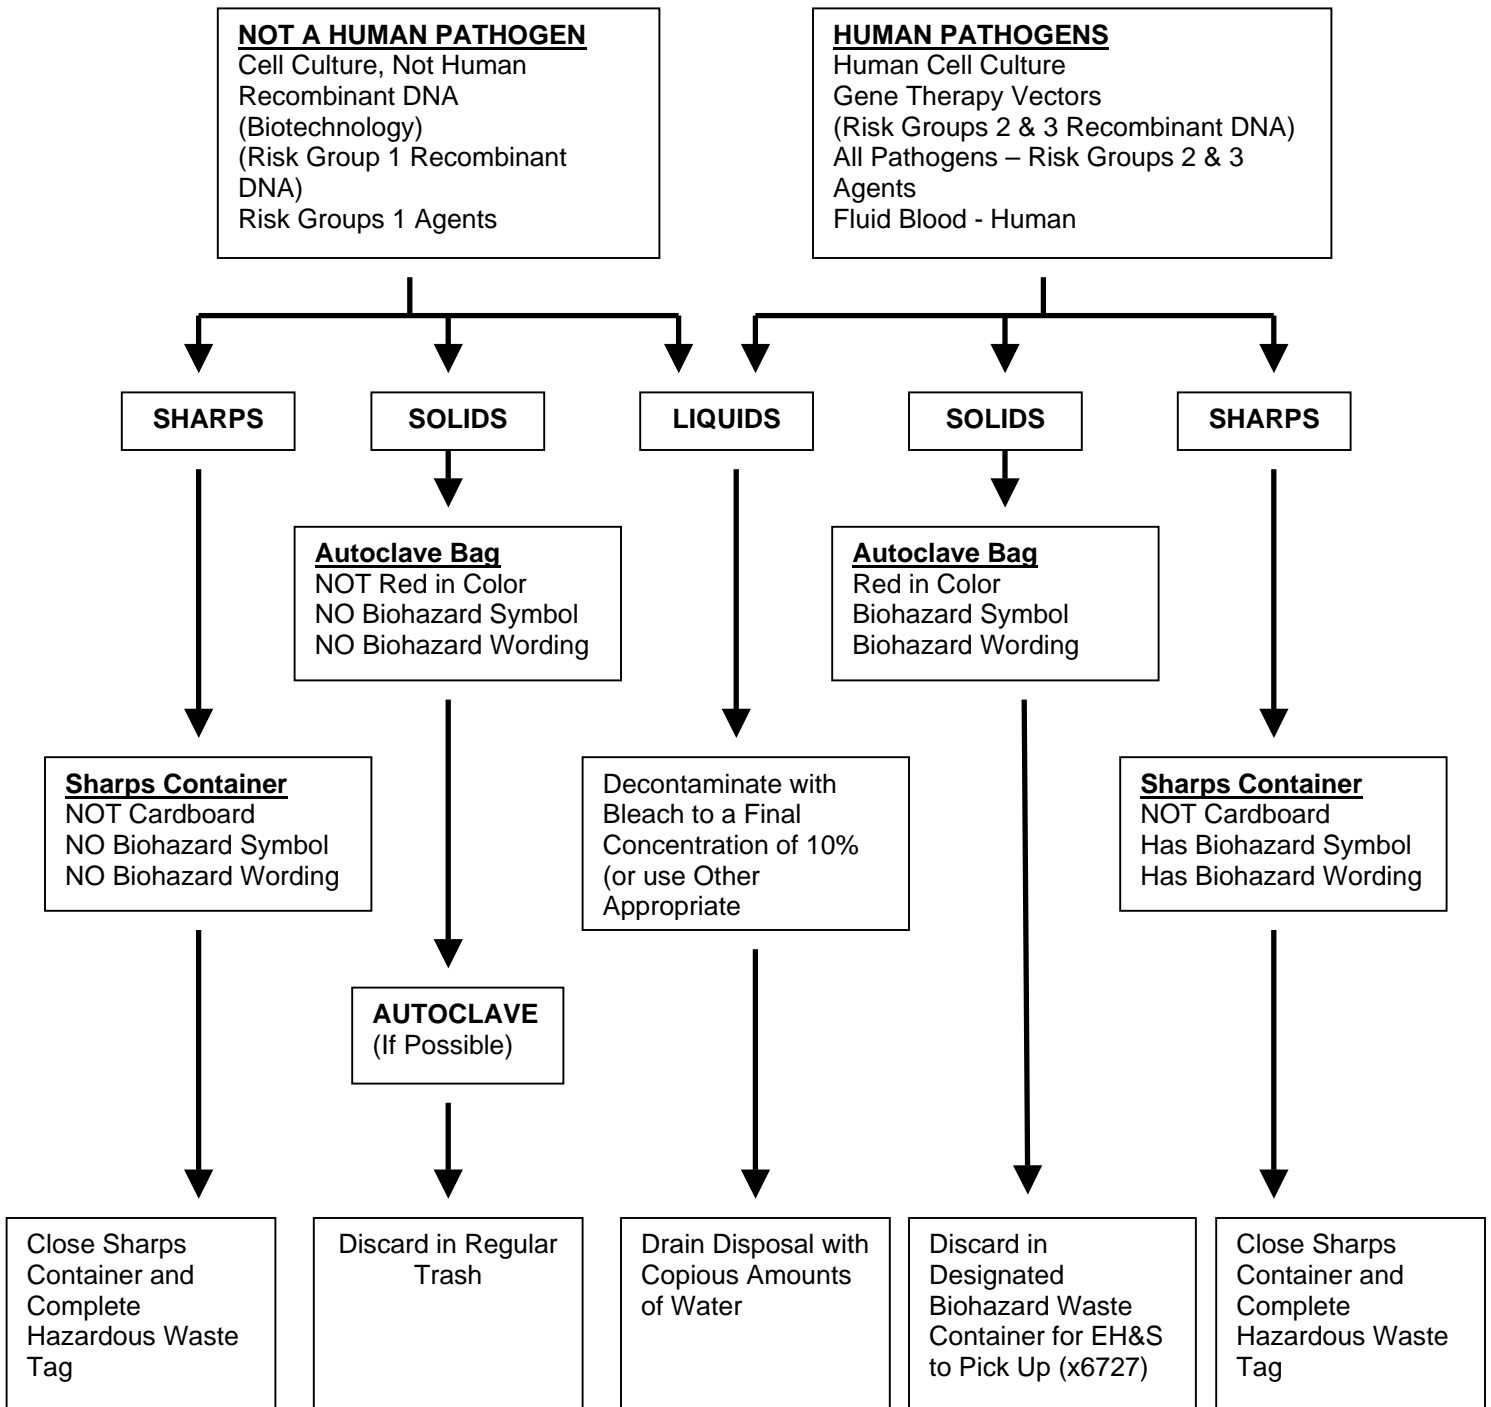 NOT A HUMAN PATHOGEN
Cell Culture, Not Human
Recombinant DNA
(Biotechnology)
(Risk Group 1 Recombinant
DNA)
Risk Groups 1 Agents
HUMAN PATHOGENS
Human Cell Culture
Gene Therapy Vectors
(Risk Groups 2 & 3 Recombinant DNA)
All Pathogens – Risk Groups 2 & 3
Agents
Fluid Blood - Human
SHARPS
SOLIDS
LIQUIDS
SOLIDS
SHARPS
Autoclave Bag
NOT Red in Color
NO Biohazard Symbol
NO Biohazard Wording
Autoclave Bag
Red in Color
Biohazard Symbol
Biohazard Wording
Sharps Container
NOT Cardboard
NO Biohazard Symbol
NO Biohazard Wording
Decontaminate with
Bleach to a Final
Concentration of 10%
(or use Other
Appropriate
Sharps Container
NOT Cardboard
Has Biohazard Symbol
Has Biohazard Wording
AUTOCLAVE
(If Possible)
Close Sharps
Container and
Complete
Hazardous Waste
Tag
Discard in Regular
Trash
Drain Disposal with
Copious Amounts
of Water
Discard in
Designated
Biohazard Waste
Container for EH&S
to Pick Up (x6727)
Close Sharps
Container and
Complete
Hazardous Waste
Tag